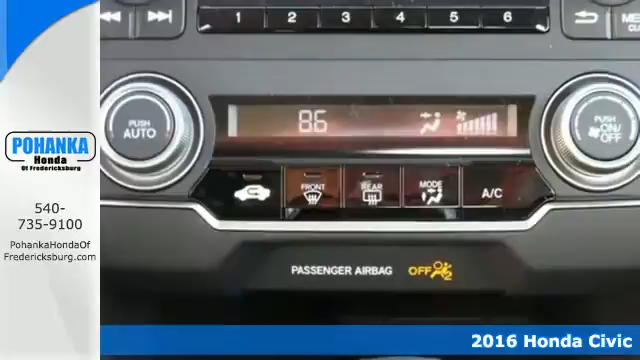 1 2 3 4 5 6
PUSH
AUTO
86
PUSH
ON/
OFF
FRONT
REAR
MODE
A/C
PASSENGER AIRBAG OFF
POHANKA
Honda
Of Fredericksburg
540-
735-9100
PohankaHondaOf
Fredericksburg.com
2016 Honda Civic